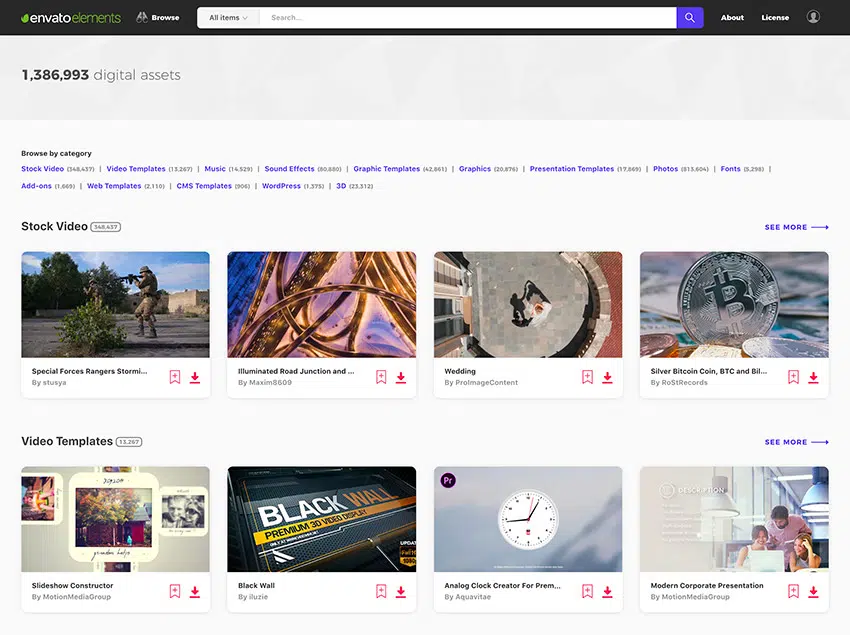 envatoelements Browse All items Search... About License
1,386,993 digital assets
Browse by category
Stock Video (348,437) | Video Templates (13,267) | Music (14,529) | Sound Effects (80,880) | Graphic Templates (42,861) | Graphics (20,876) | Presentation Templates (17,869) | Photos (815,604) | Fonts (5,298) |
Add-ons (1,669) | Web Templates (2,110) | CMS Templates (906) | WordPress (1,375) | 3D (23,312)
Stock Video 348,437 SEE MORE
Special Forces Rangers Stormi...
By stusya
Illuminated Road Junction and ...
By Maxim8609
Wedding
By ProImageContent
Silver Bitcoin Coin, BTC and Bil...
By RoStRecords
Video Templates 13,267 SEE MORE
BLACK WALL
PREMIUM 3D VIDEO DISPLAY
Pr
DESCRIPTION
Slideshow Constructor
By MotionMediaGroup
Black Wall
By iluzie
Analog Clock Creator For Prem...
By Aquavitae
Modern Corporate Presentation
By MotionMediaGroup